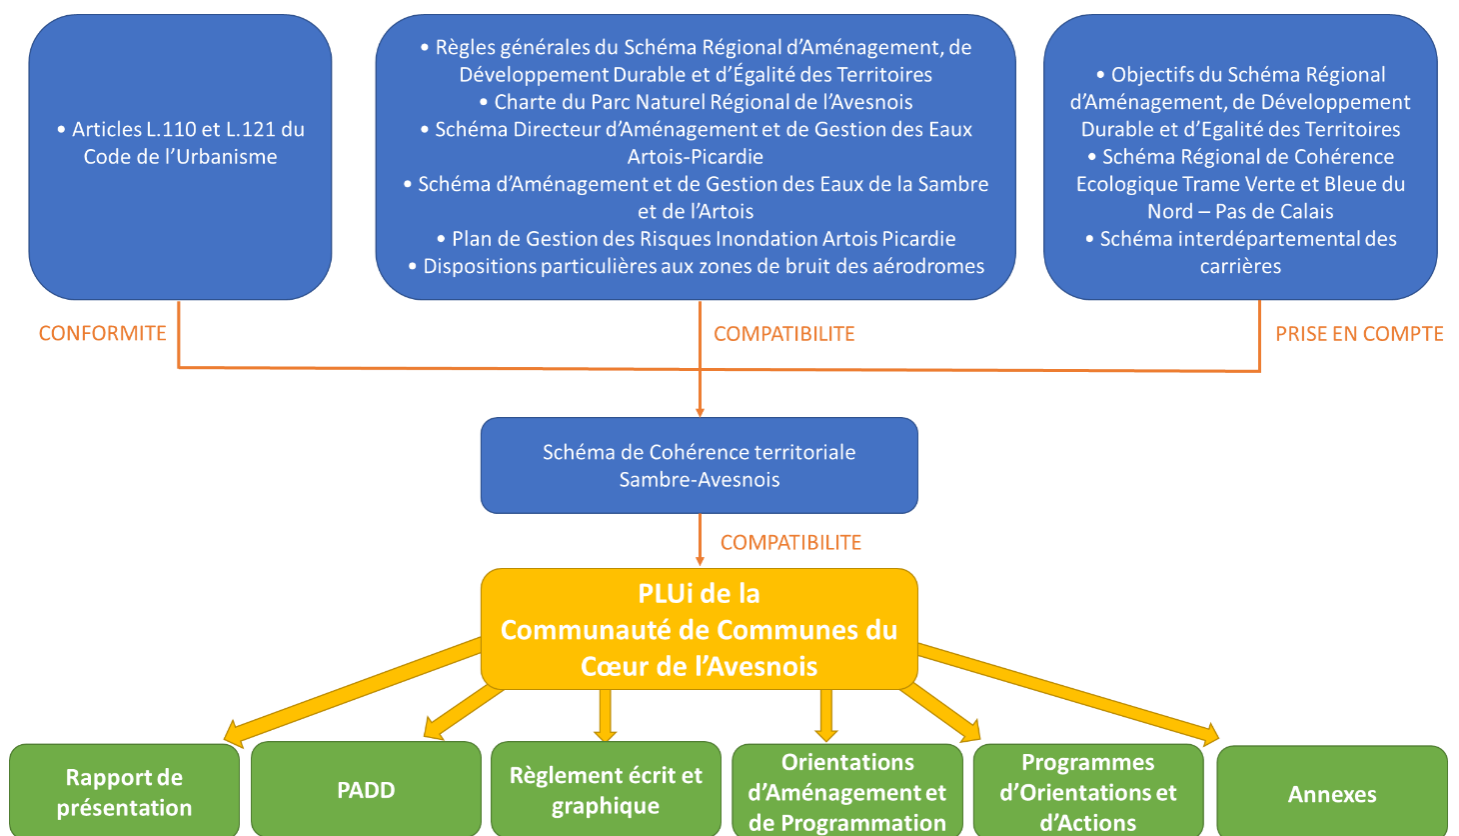 • Articles L.110 et L.121 du
Code de l'Urbanisme
• Règles générales du Schéma Régional d'Aménagement, de
Développement Durable et d'Égalité des Territoires
• Charte du Parc Naturel Régional de l'Avesnois
• Schéma Directeur d'Aménagement et de Gestion des Eaux
Artois-Picardie
• Schéma d'Aménagement et de Gestion des Eaux de la Sambre
et de l'Artois
• Plan de Gestion des Risques Inondation Artois Picardie
• Dispositions particulières aux zones de bruit des aérodromes
• Objectifs du Schéma Régional
d'Aménagement, de Développement
Durable et d'Egalité des Territoires
• Schéma Régional de Cohérence
Ecologique Trame Verte et Bleue du
Nord – Pas de Calais
• Schéma interdépartemental des
carrières
CONFORMITE
COMPATIBILITE
PRISE EN COMPTE
Schéma de Cohérence territoriale
Sambre-Avesnois
COMPATIBILITE
PLUi de la
Communauté de Communes du
Cœur de l'Avesnois
Rapport de
présentation
PADD
Règlement écrit et
graphique
Orientations
d'Aménagement et
de Programmation
Programmes
d'Orientations et
d'Actions
Annexes